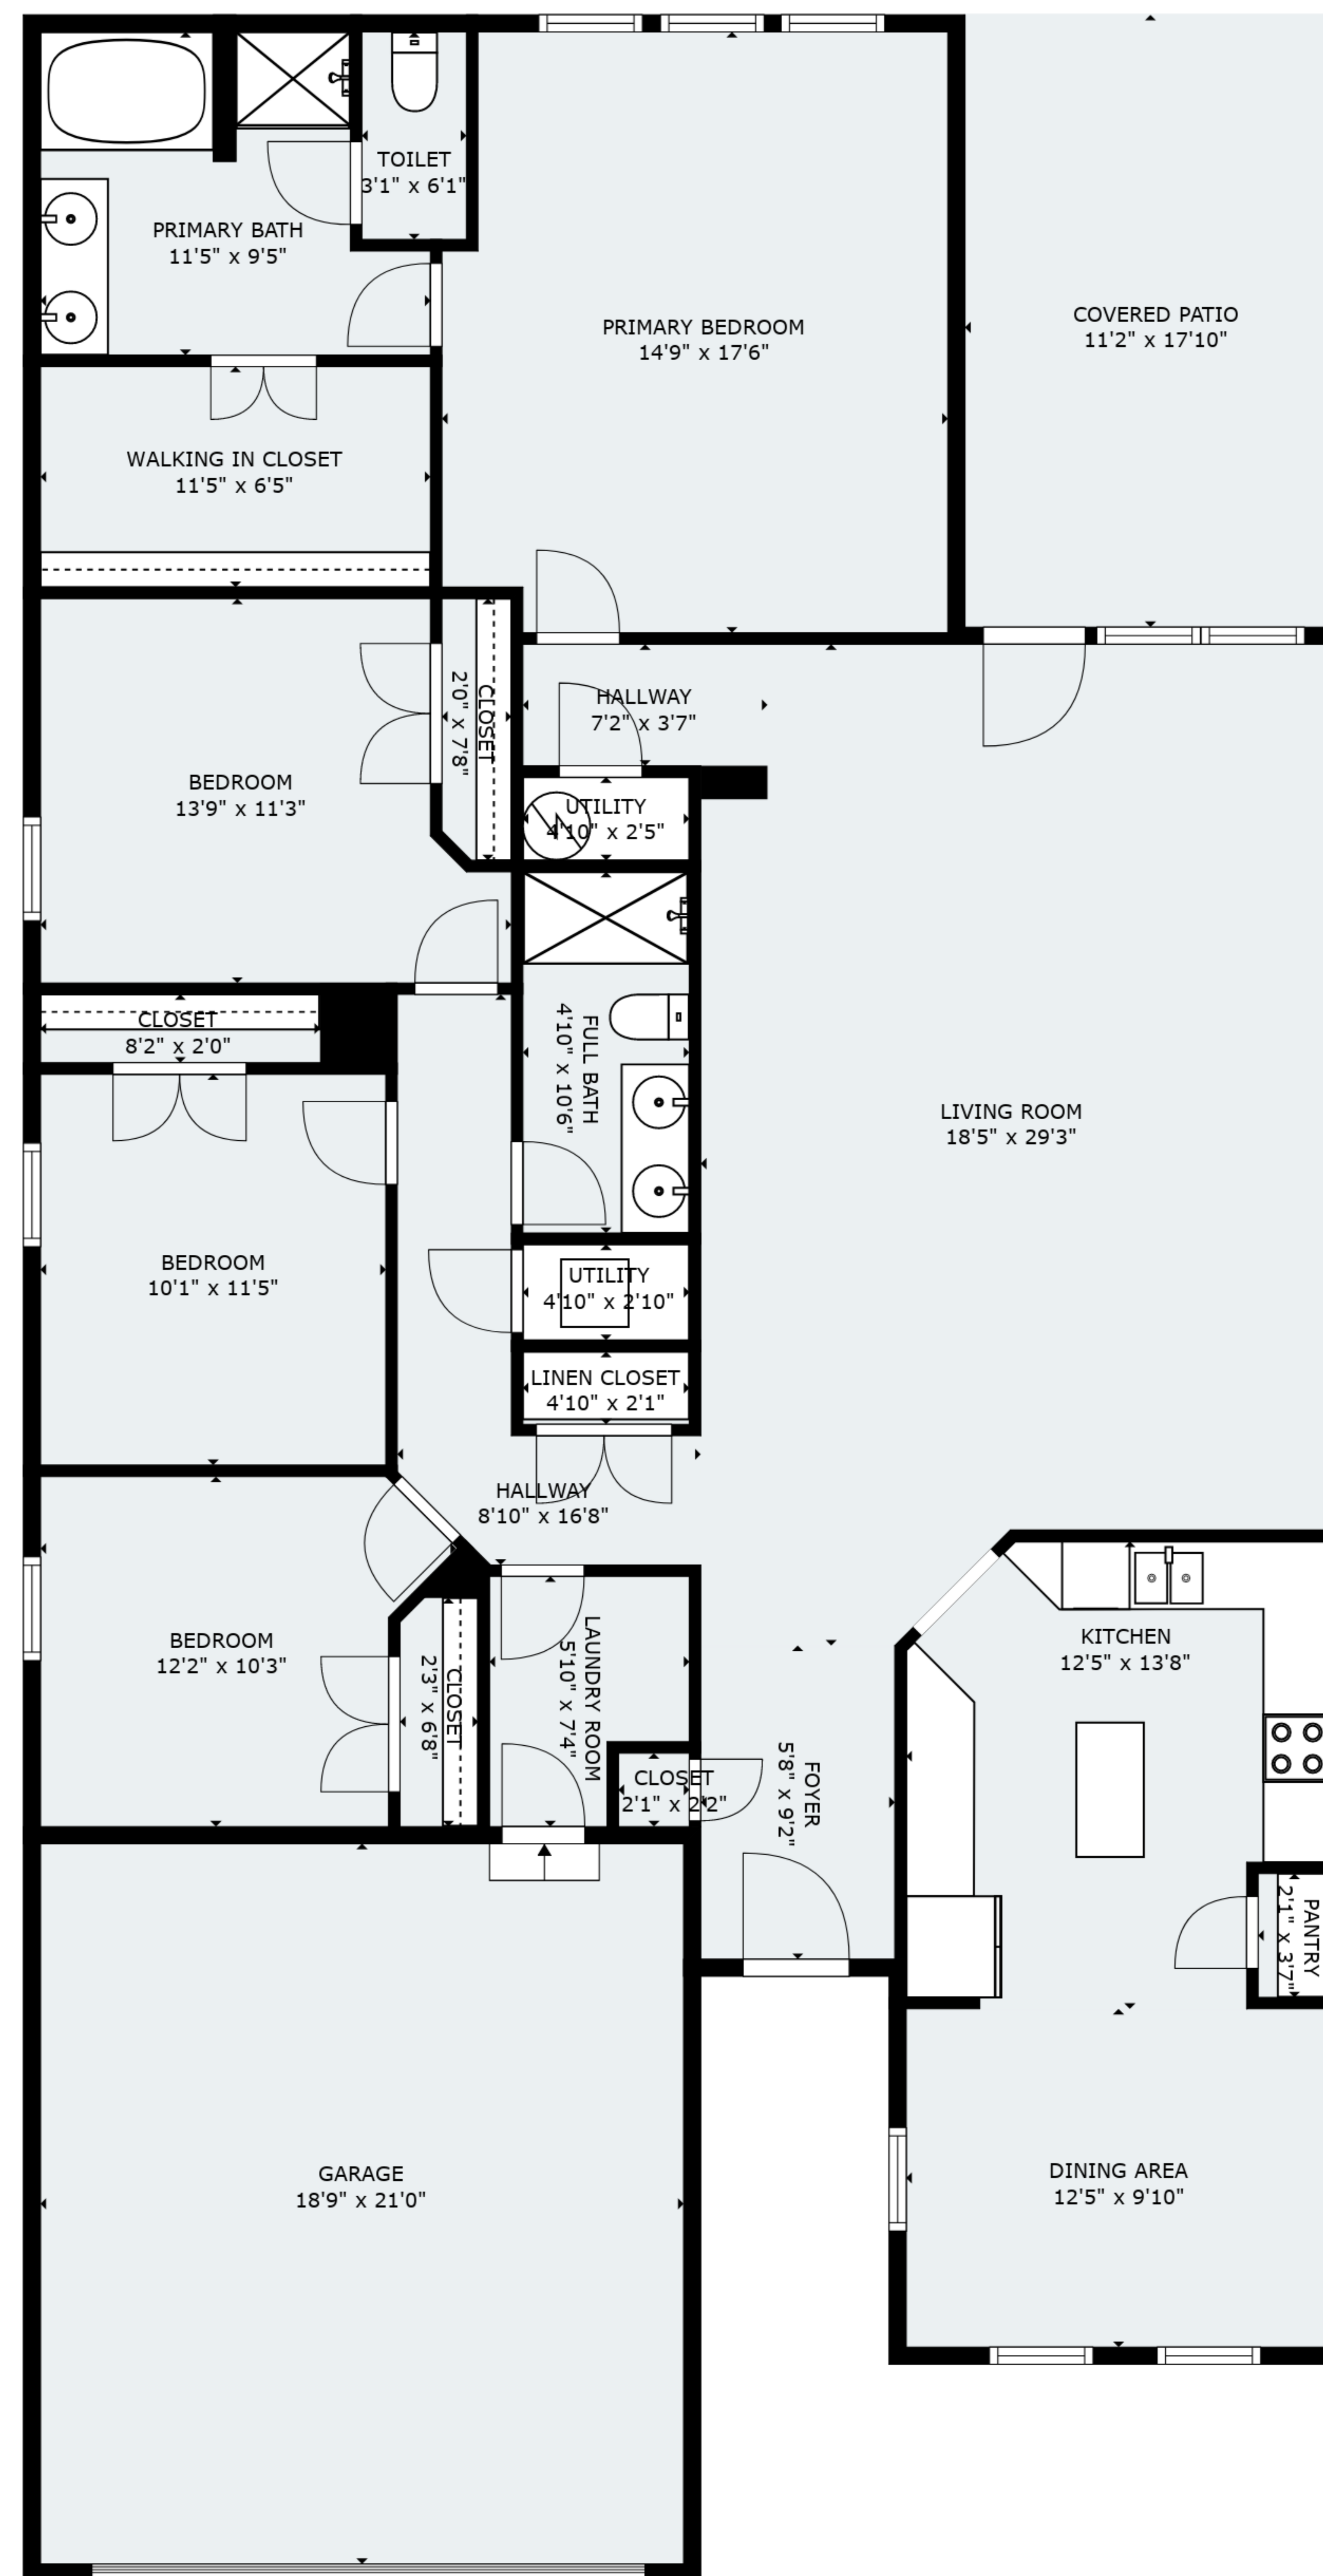 TOILET
3'1" x 6'1"
PRIMARY BATH
11'5" x 9'5"
PRIMARY BEDROOM
14'9" x 17'6"
COVERED PATIO
11'2" x 17'10"
WALKING IN CLOSET
11'5" x 6'5"
CLOSET
2'0" x 7'8"
HALLWAY
7'2" x 3'7"
BEDROOM
13'9" x 11'3"
UTILITY
4'10" x 2'5"
CLOSET
8'2" x 2'0"
FULL BATH
4'10" x 10'6"
LIVING ROOM
18'5" x 29'3"
BEDROOM
10'1" x 11'5"
UTILITY
4'10" x 2'10"
LINEN CLOSET
4'10" x 2'1"
HALLWAY
8'10" x 16'8"
BEDROOM
12'2" x 10'3"
CLOSET
2'3" x 6'8"
LAUNDRY ROOM
5'10" x 7'4"
KITCHEN
12'5" x 13'8"
CLOSET
2'1" x 2'2"
FOYER
5'8" x 9'2"
PANTRY
2'1" x 3'7"
GARAGE
18'9" x 21'0"
DINING AREA
12'5" x 9'10"